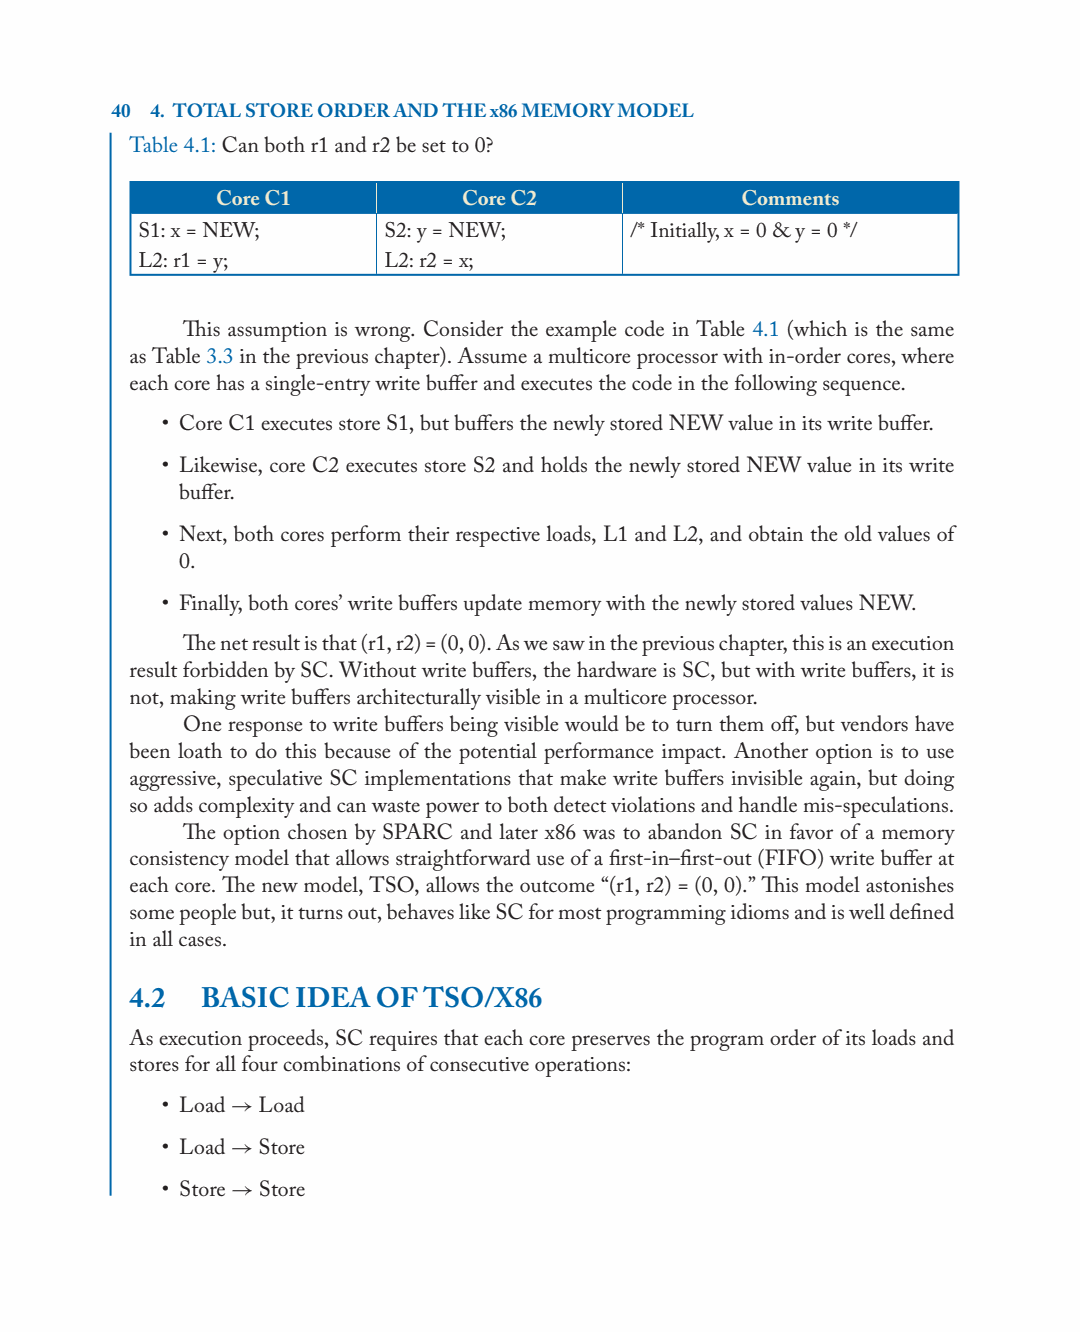 40 4. TOTAL STORE ORDER AND THE x86 MEMORY MODEL
Table 4.1: Can both r1 and r2 be set to 0?
Core C1 Core C2 Comments
S1: x = NEW; S2: y = NEW; /* Initially, x = 0 & y = 0 */
L2: r1 = y; L2: r2 = x;
This assumption is wrong. Consider the example code in Table 4.1 (which is the same
as Table 3.3 in the previous chapter). Assume a multicore processor with in-order cores, where
each core has a single-entry write buffer and executes the code in the following sequence.
• Core C1 executes store S1, but buffers the newly stored NEW value in its write buffer.
• Likewise, core C2 executes store S2 and holds the newly stored NEW value in its write
buffer.
• Next, both cores perform their respective loads, L1 and L2, and obtain the old values of
0.
• Finally, both cores’ write buffers update memory with the newly stored values NEW.
The net result is that (r1, r2) = (0, 0). As we saw in the previous chapter, this is an execution
result forbidden by SC. Without write buffers, the hardware is SC, but with write buffers, it is
not, making write buffers architecturally visible in a multicore processor.
One response to write buffers being visible would be to turn them off, but vendors have
been loath to do this because of the potential performance impact. Another option is to use
aggressive, speculative SC implementations that make write buffers invisible again, but doing
so adds complexity and can waste power to both detect violations and handle mis-speculations.
The option chosen by SPARC and later x86 was to abandon SC in favor of a memory
consistency model that allows straightforward use of a first-in–first-out (FIFO) write buffer at
each core. The new model, TSO, allows the outcome “(r1, r2) = (0, 0).” This model astonishes
some people but, it turns out, behaves like SC for most programming idioms and is well defined
in all cases.
4.2 BASIC IDEA OF TSO/X86
As execution proceeds, SC requires that each core preserves the program order of its loads and
stores for all four combinations of consecutive operations:
• Load → Load
• Load → Store
• Store → Store